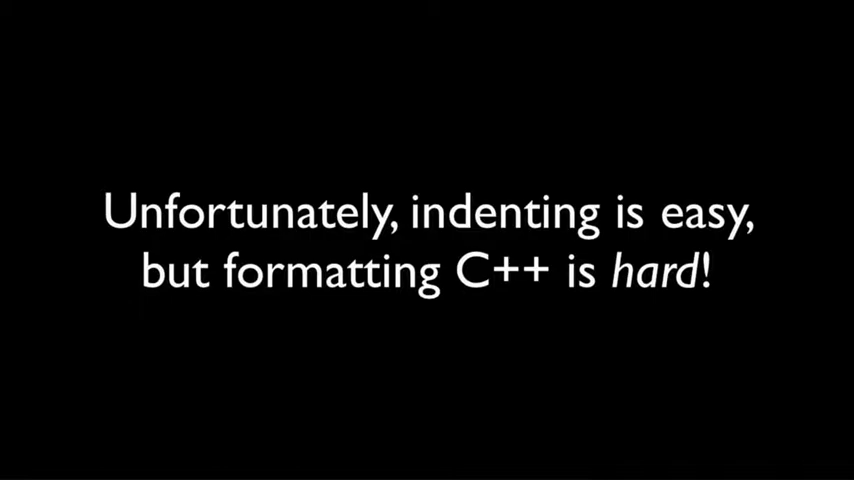 Unfortunately, indenting is easy,
but formatting C++ is hard!